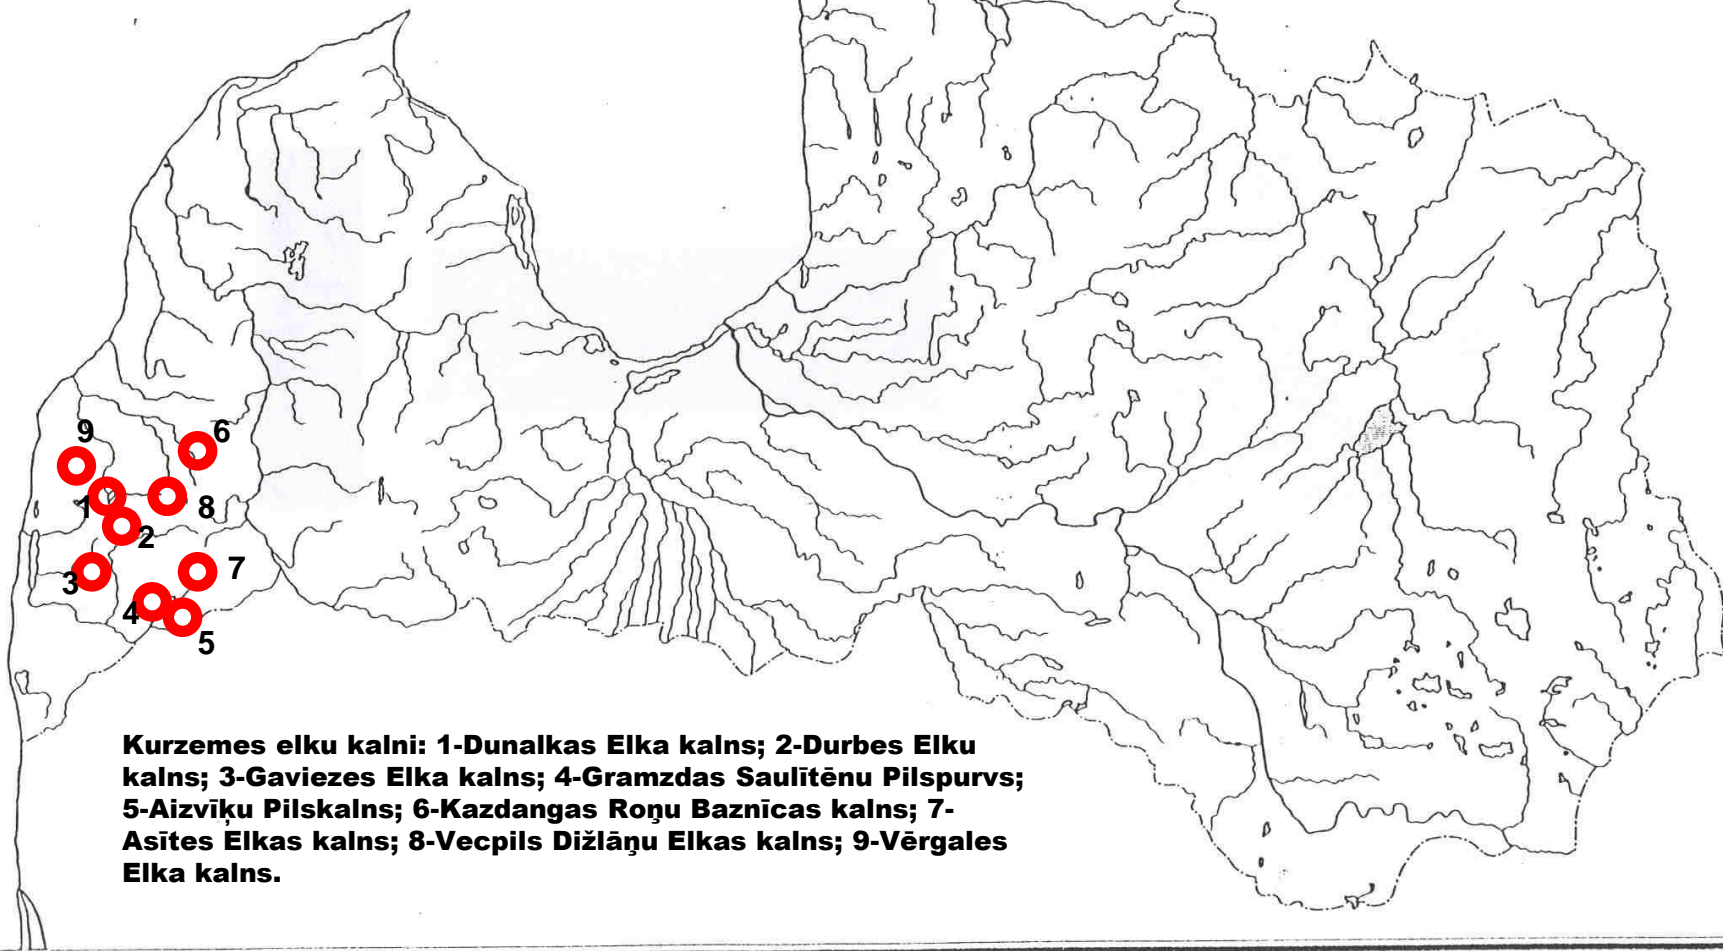 9
6
1
8
2
3
7
4
5
Kurzemes elku kalni: 1-Dunalkas Elka kalns; 2-Durbes Elku
kalns; 3-Gaviezes Elka kalns; 4-Gramzdas Saulītēnu Pilspurvs;
5-Aizvīķu Pilskalns; 6-Kazdangas Roņu Baznīcas kalns; 7-
Asītes Elkas kalns; 8-Vecpils Dižlāņu Elkas kalns; 9-Vērgales
Elka kalns.